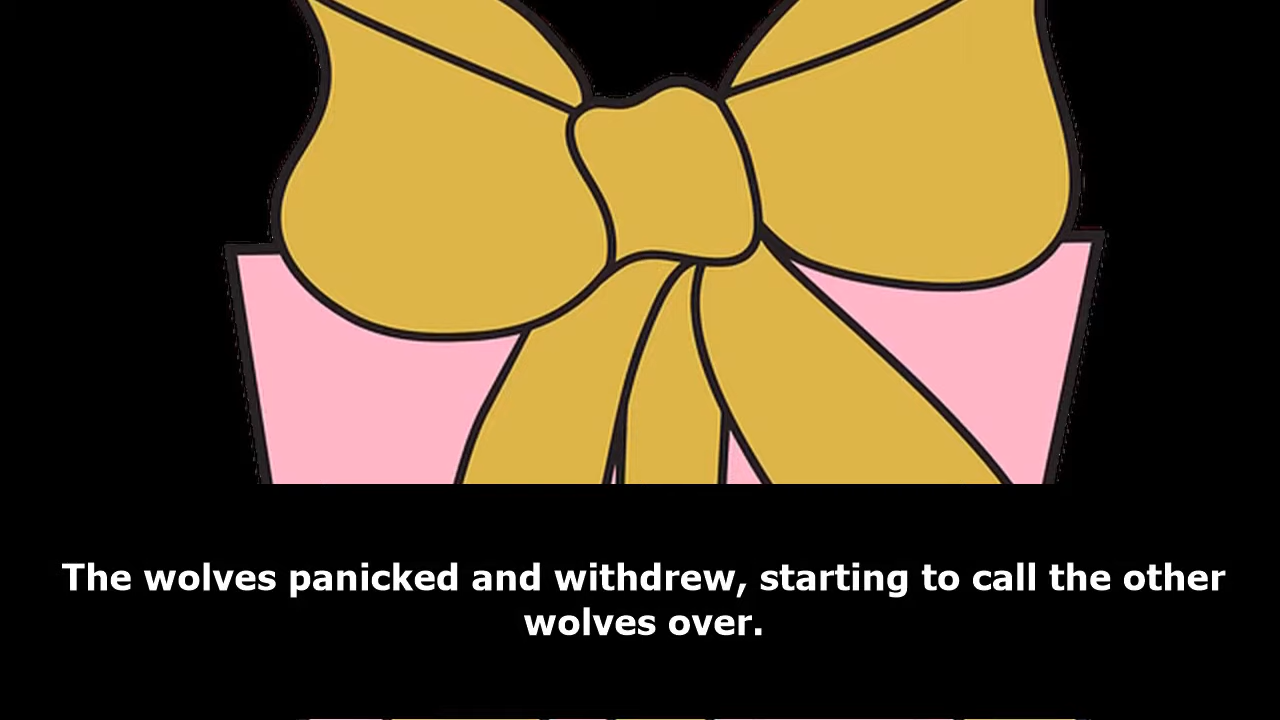 The wolves panicked and withdrew, starting to call the other
wolves over.